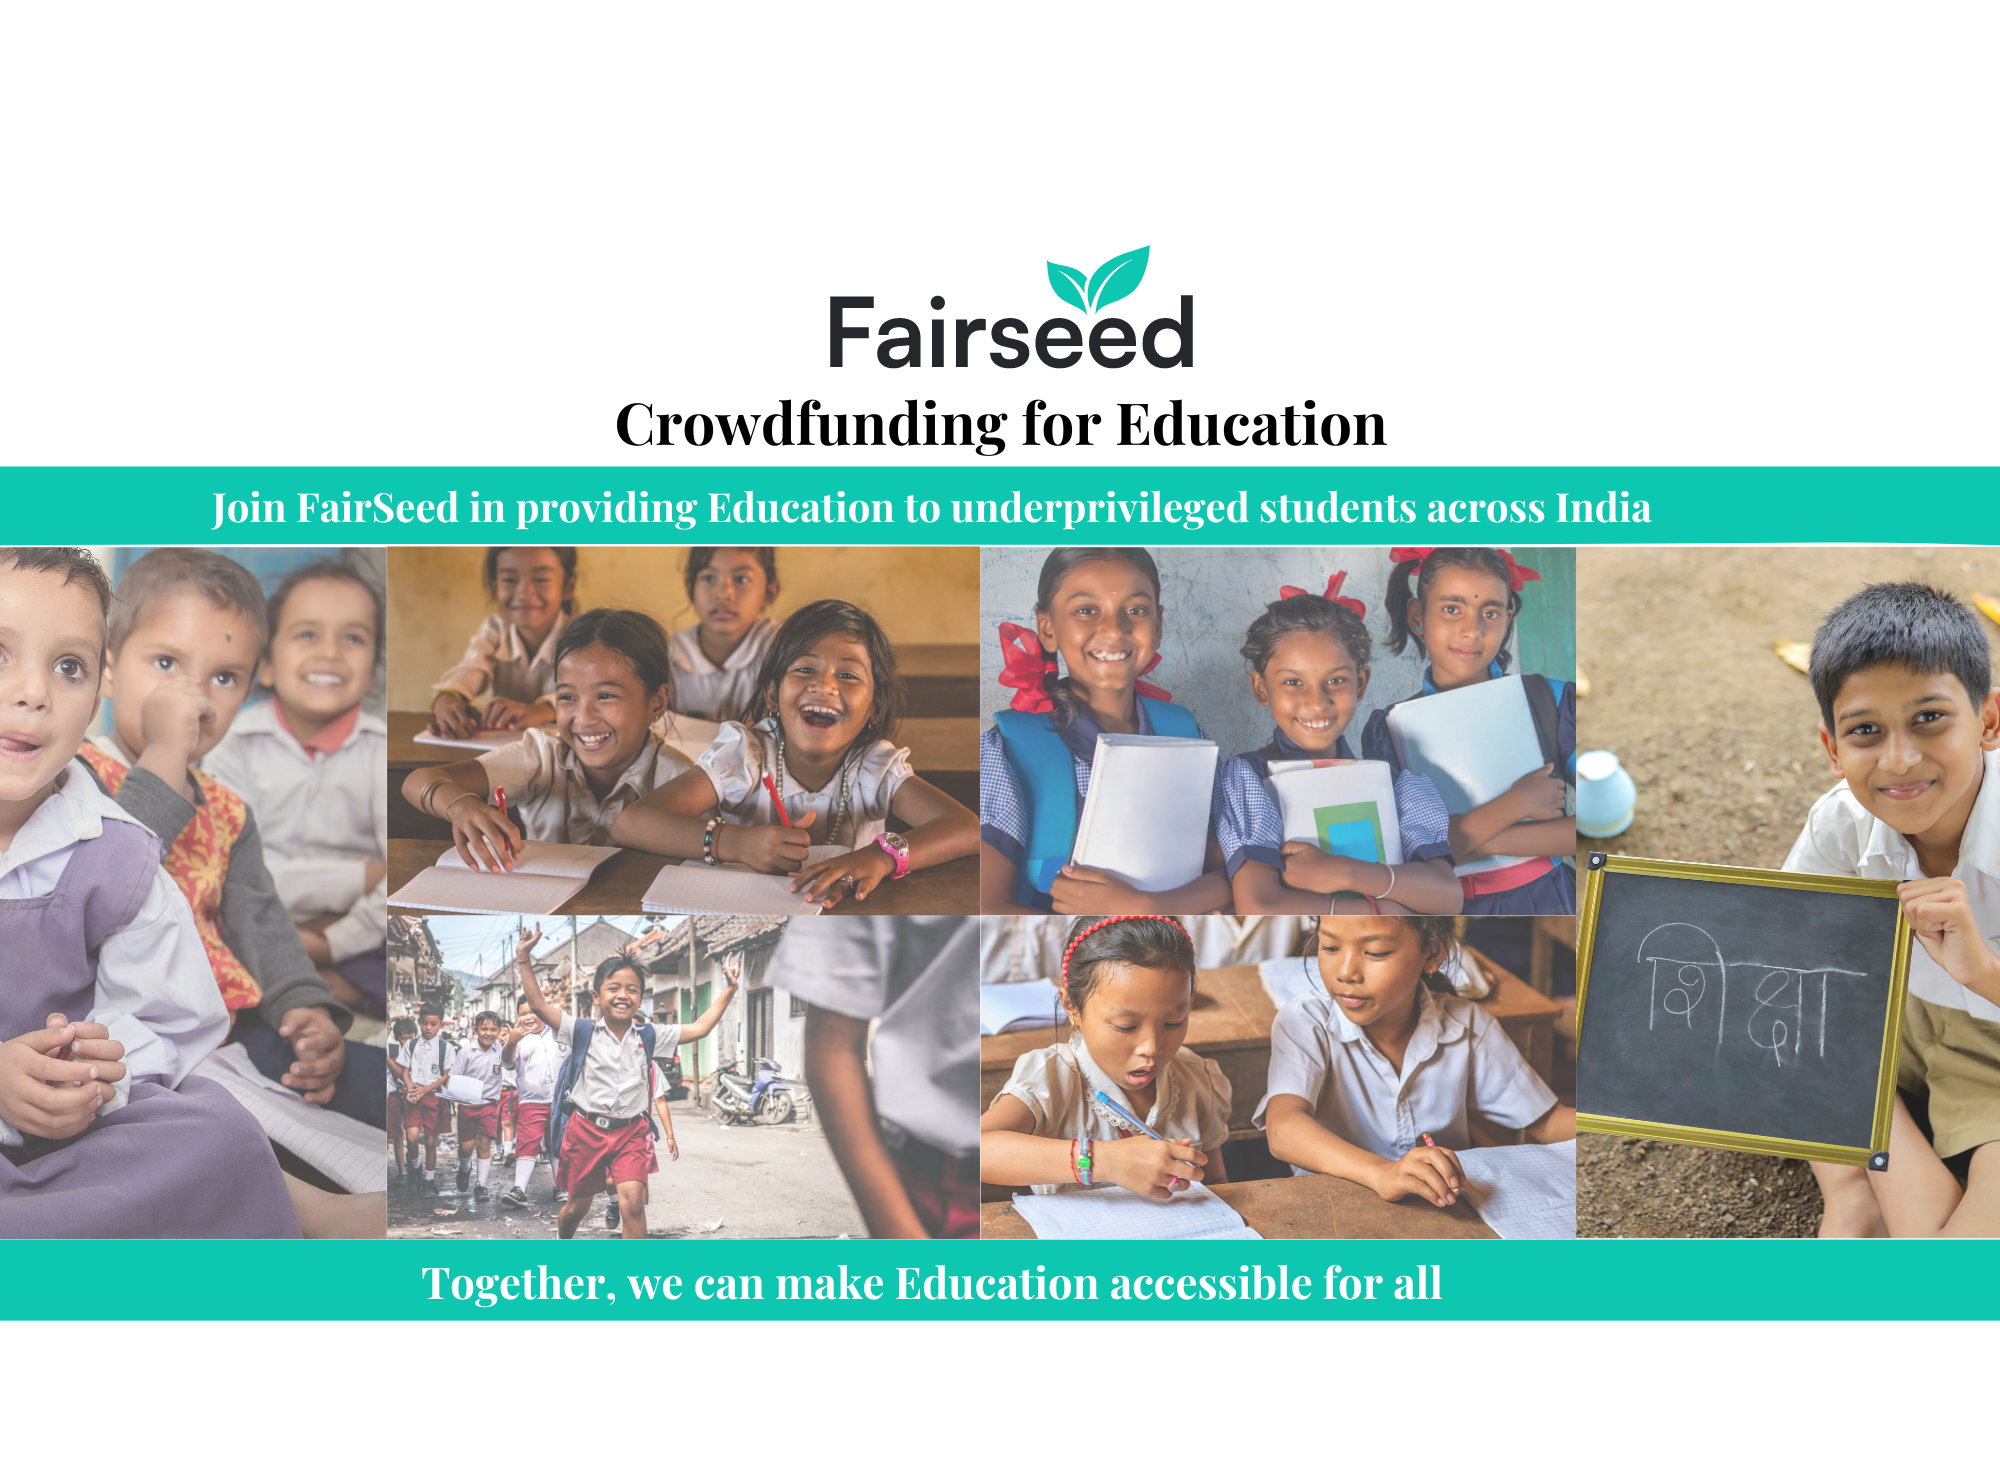 Fairseed
Crowdfunding for Education
Join FairSeed in providing Education to underprivileged students across India
शिक्षा
Together, we can make Education accessible for all